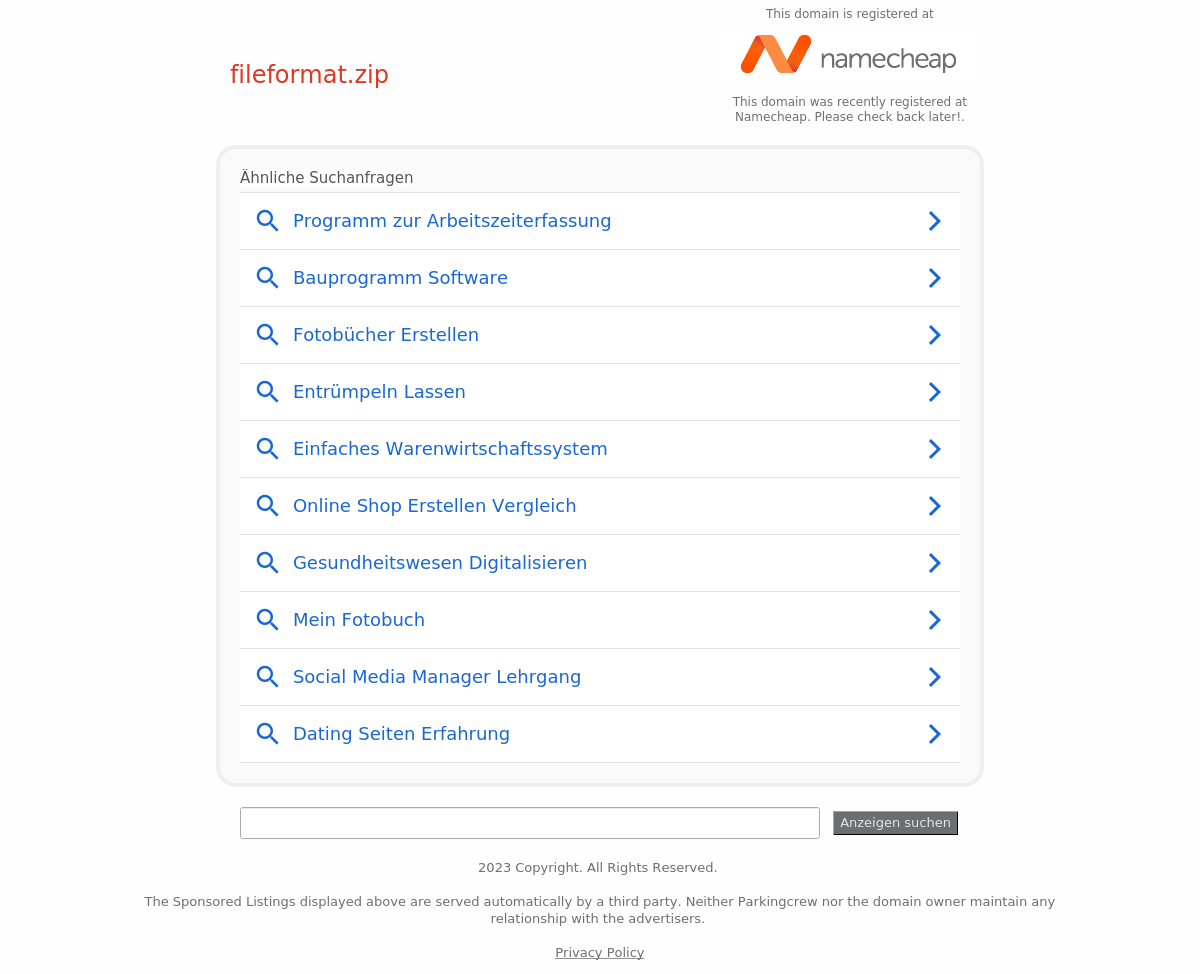 This domain is registered at
namecheap
fileformat.zip
This domain was recently registered at
Namecheap. Please check back later!.
Ähnliche Suchanfragen
Programm zur Arbeitszeiterfassung
Bauprogramm Software
Fotobücher Erstellen
Entrümpeln Lassen
Einfaches Warenwirtschaftssystem
Online Shop Erstellen Vergleich
Gesundheitswesen Digitalisieren
Mein Fotobuch
Social Media Manager Lehrgang
Dating Seiten Erfahrung
Anzeigen suchen
2023 Copyright. All Rights Reserved.
The Sponsored Listings displayed above are served automatically by a third party. Neither Parkingcrew nor the domain owner maintain any
relationship with the advertisers.
Privacy Policy